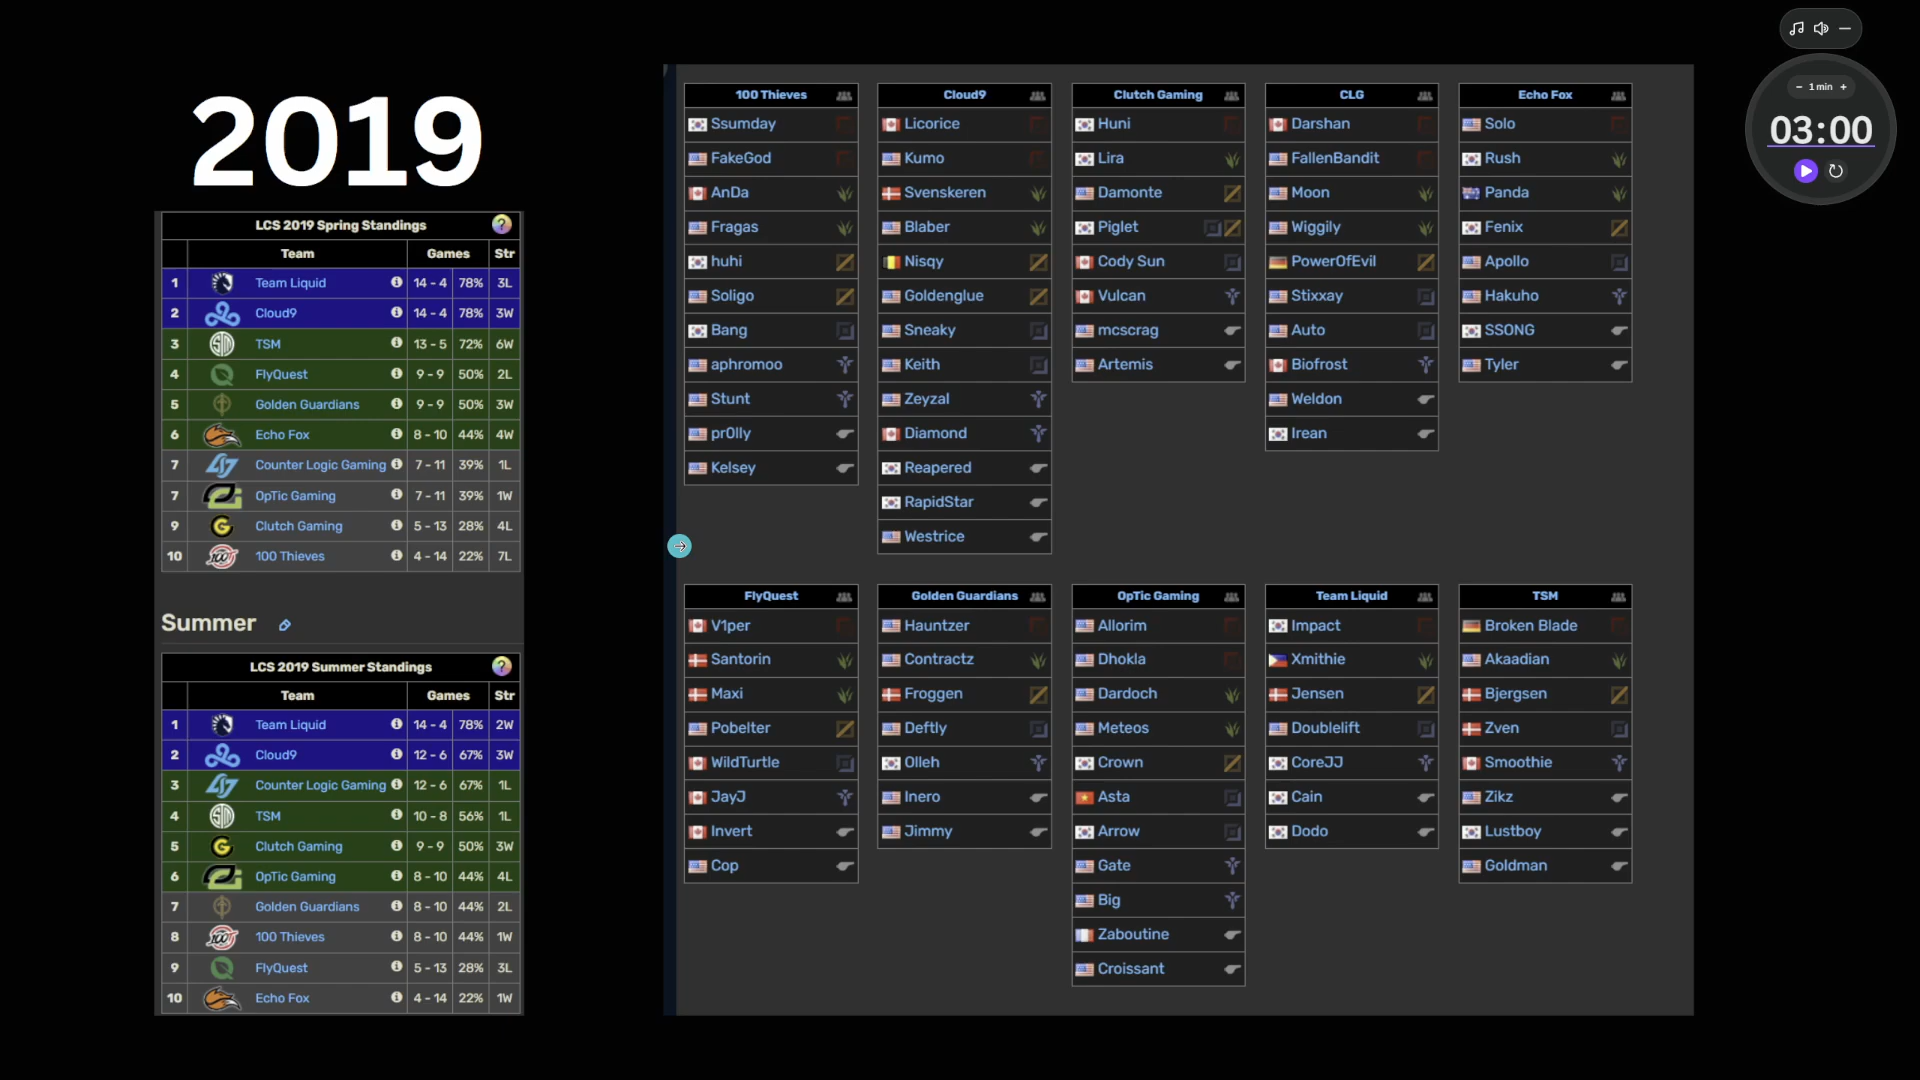 2019
LCS 2019 Spring Standings
Team Games Str
1 Team Liquid 14 - 4 78% 3L
2 Cloud9 14 - 4 78% 3W
3 TSM 13 - 5 72% 6W
4 FlyQuest 9 - 9 50% 2L
5 Golden Guardians 9 - 9 50% 3W
6 Echo Fox 8 - 10 44% 4W
7 Counter Logic Gaming 7 - 11 39% 1L
7 OpTic Gaming 7 - 11 39% 1W
9 Clutch Gaming 5 - 13 28% 4L
10 100 Thieves 4 - 14 22% 7L
Summer
LCS 2019 Summer Standings
Team Games Str
1 Team Liquid 14 - 4 78% 2W
2 Cloud9 12 - 6 67% 3W
3 Counter Logic Gaming 12 - 6 67% 1L
4 TSM 10 - 8 56% 1L
5 Clutch Gaming 9 - 9 50% 3W
6 OpTic Gaming 8 - 10 44% 4L
7 Golden Guardians 8 - 10 44% 2L
8 100 Thieves 8 - 10 44% 1W
9 FlyQuest 5 - 13 28% 3L
10 Echo Fox 4 - 14 22% 1W
100 Thieves
Ssumday
FakeGod
AnDa
Fragas
huhi
Soligo
Bang
aphromoo
Stunt
pr0lly
Kelsey
Cloud9
Licorice
Kumo
Svenskeren
Blaber
Nisqy
Goldenglue
Sneaky
Keith
Zeyzal
Diamond
Reapered
RapidStar
Westrice
Clutch Gaming
Huni
Lira
Damonte
Piglet
Cody Sun
Vulcan
mcscrag
Artemis
CLG
Darshan
FallenBandit
Moon
Wiggily
PowerOfEvil
Stixxay
Auto
Biofrost
Weldon
Irean
Echo Fox
Solo
Rush
Panda
Fenix
Apollo
Hakuho
SSONG
Tyler
FlyQuest
V1per
Santorin
Maxi
Pobelter
WildTurtle
JayJ
Invert
Cop
Golden Guardians
Hauntzer
Contractz
Froggen
Deftly
Olleh
Inero
Jimmy
OpTic Gaming
Allorim
Dhokla
Dardoch
Meteos
Crown
Asta
Arrow
Gate
Big
Zaboutine
Croissant
Team Liquid
Impact
Xmithie
Jensen
Doublelift
CoreJJ
Cain
Dodo
TSM
Broken Blade
Akaadian
Bjergsen
Zven
Smoothie
Zikz
Lustboy
Goldman
− 1 min +
03:00